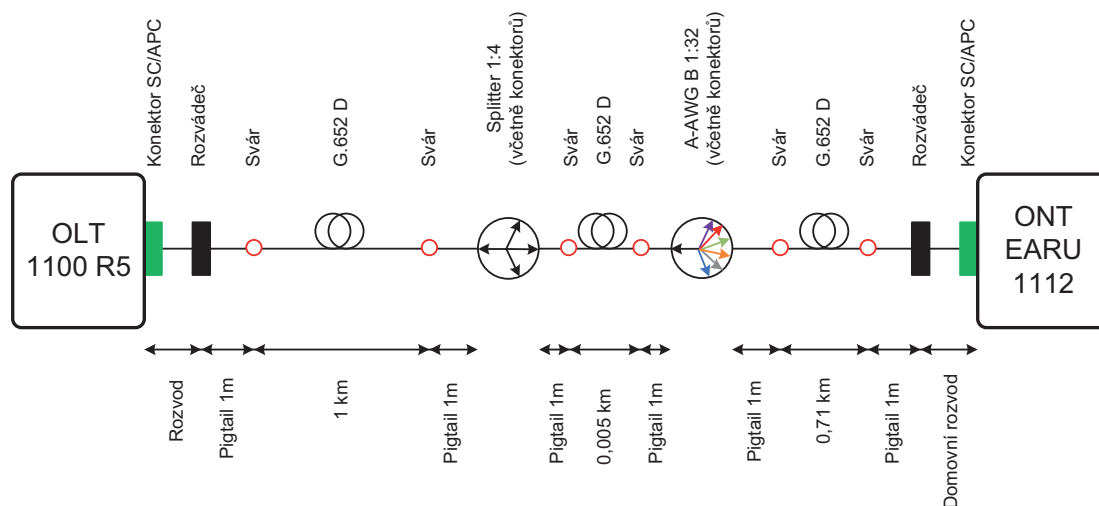 Konektor SC/APC
Rozváděč
Svár
G.652 D
Svár
Splitter 1:4
(včetně konektorů)
Svár
G.652 D
Svár
A-AWG B 1:32
(včetně konektorů)
Svár
G.652 D
Svár
Rozváděč
Konektor SC/APC
OLT
1100 R5
ONT
EARU
1112
Rozvod
Pigtail 1m
1 km
Pigtail 1m
Pigtail 1m
0,005 km
Pigtail 1m
Pigtail 1m
0,71 km
Pigtail 1m
Domovní rozvod